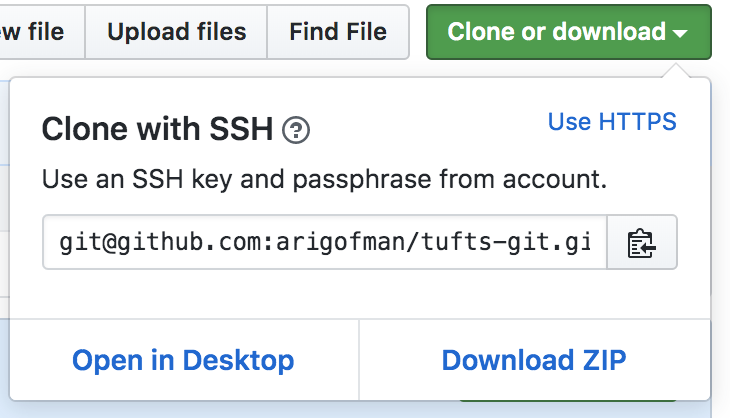 w file Upload files Find File Clone or download
Clone with SSH ?
Use HTTPS
Use an SSH key and passphrase from account.
git@github.com:arigofman/tufts-git.gi
Open in Desktop Download ZIP